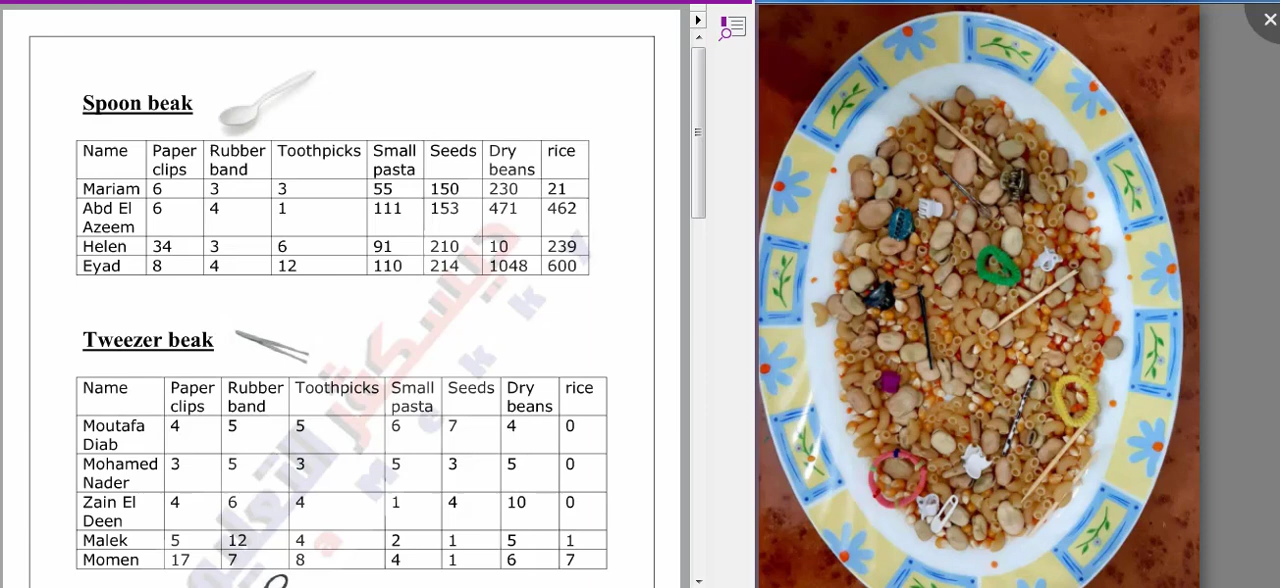 Spoon beak
Name Paper clips Rubber band Toothpicks Small pasta Seeds Dry beans rice
Mariam 6 3 3 55 150 230 21
Abd El Azeem 6 4 1 111 153 471 462
Helen 34 3 6 91 210 10 239
Eyad 8 4 12 110 214 1048 600
Tweezer beak
Name Paper clips Rubber band Toothpicks Small pasta Seeds Dry beans rice
Moutafa Diab 4 5 5 6 7 4 0
Mohamed Nader 3 5 3 5 3 5 0
Zain El Deen 4 6 4 1 4 10 0
Malek 5 12 4 2 1 5 1
Momen 17 7 8 4 1 6 7